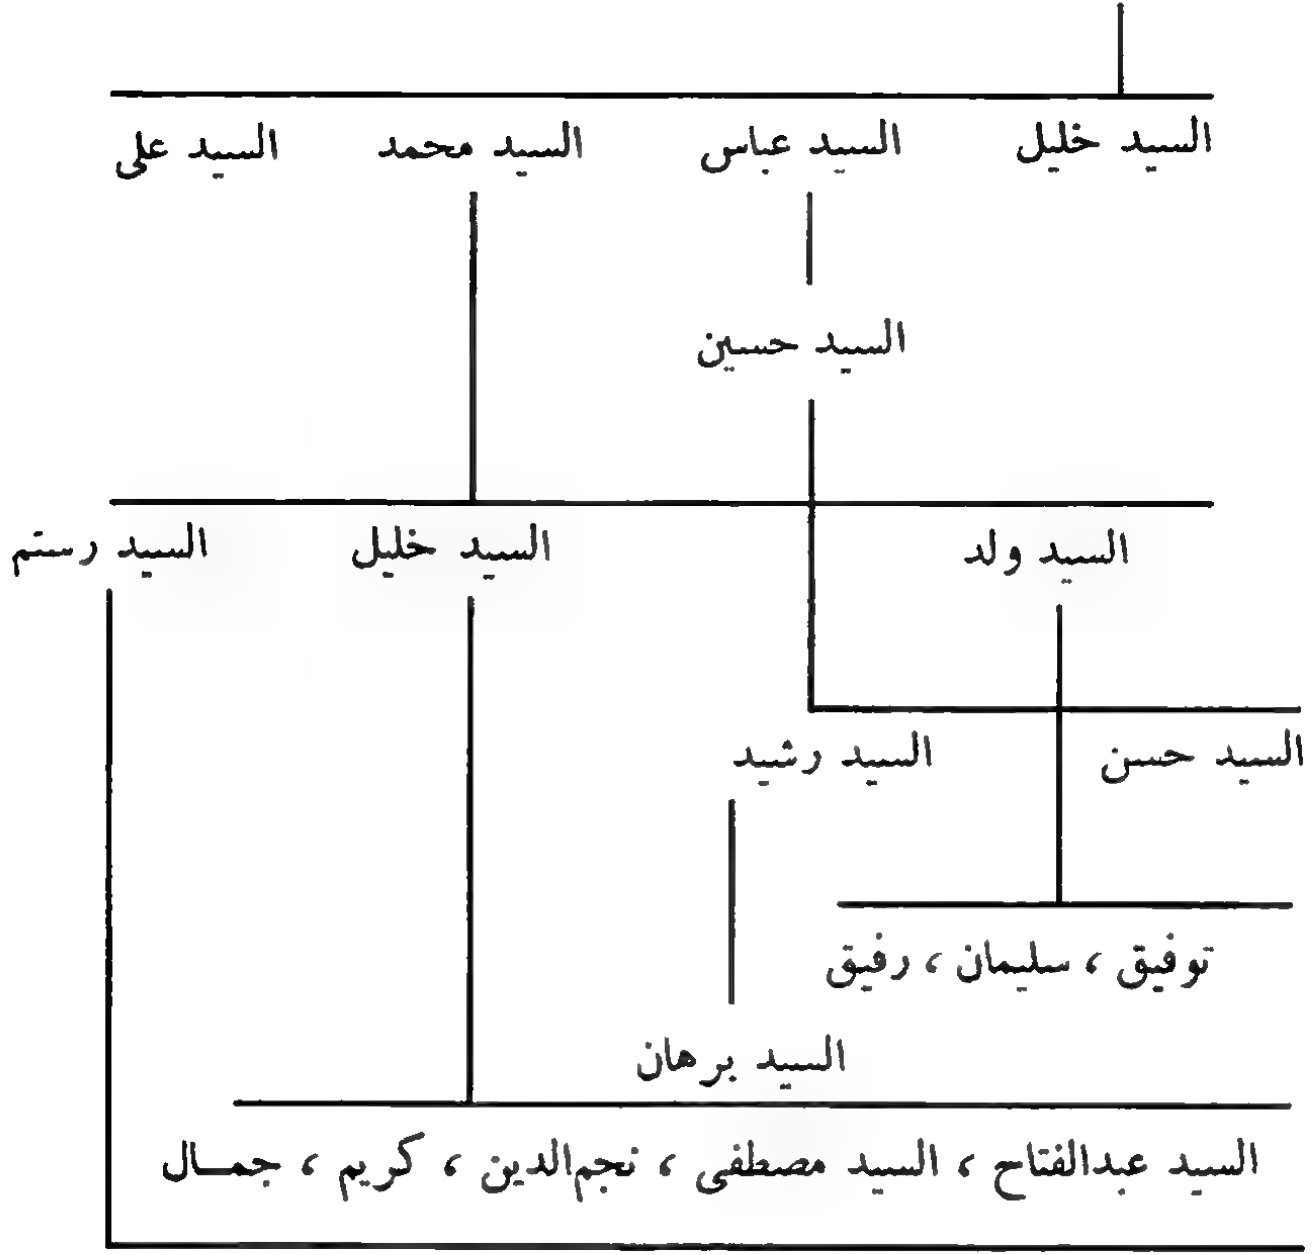 السيد خليل السيد عباس السيد محمد السيد على
السيد حسين
السيد ولد السيد خليل السيد رستم
السيد حسن السيد رشيد
توفيق ، سليمان ، رفيق
السيد برهان
السيد عبدالفتاح ، السيد مصطفى ، نجم‌الدين ، كريم ، جمـال